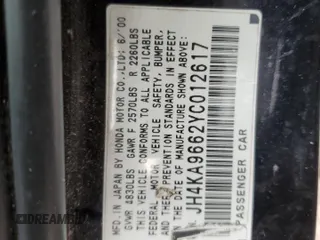 MFD. IN JAPAN BY HONDA MOTOR CO., LTD: 6/'00
GVWR 4830LBS GAWR F 2570LBS R 2260LBS
THIS VEHICLE CONFORMS TO ALL APPLICABLE
FEDERAL MOTOR VEHICLE SAFETY, BUMPER,
AND THEFT PREVENTION STANDARDS IN EFFECT
ON THE DATE OF MANUFACTURE SHOWN ABOVE.
JH4KA9662YC012617
PASSENGER CAR